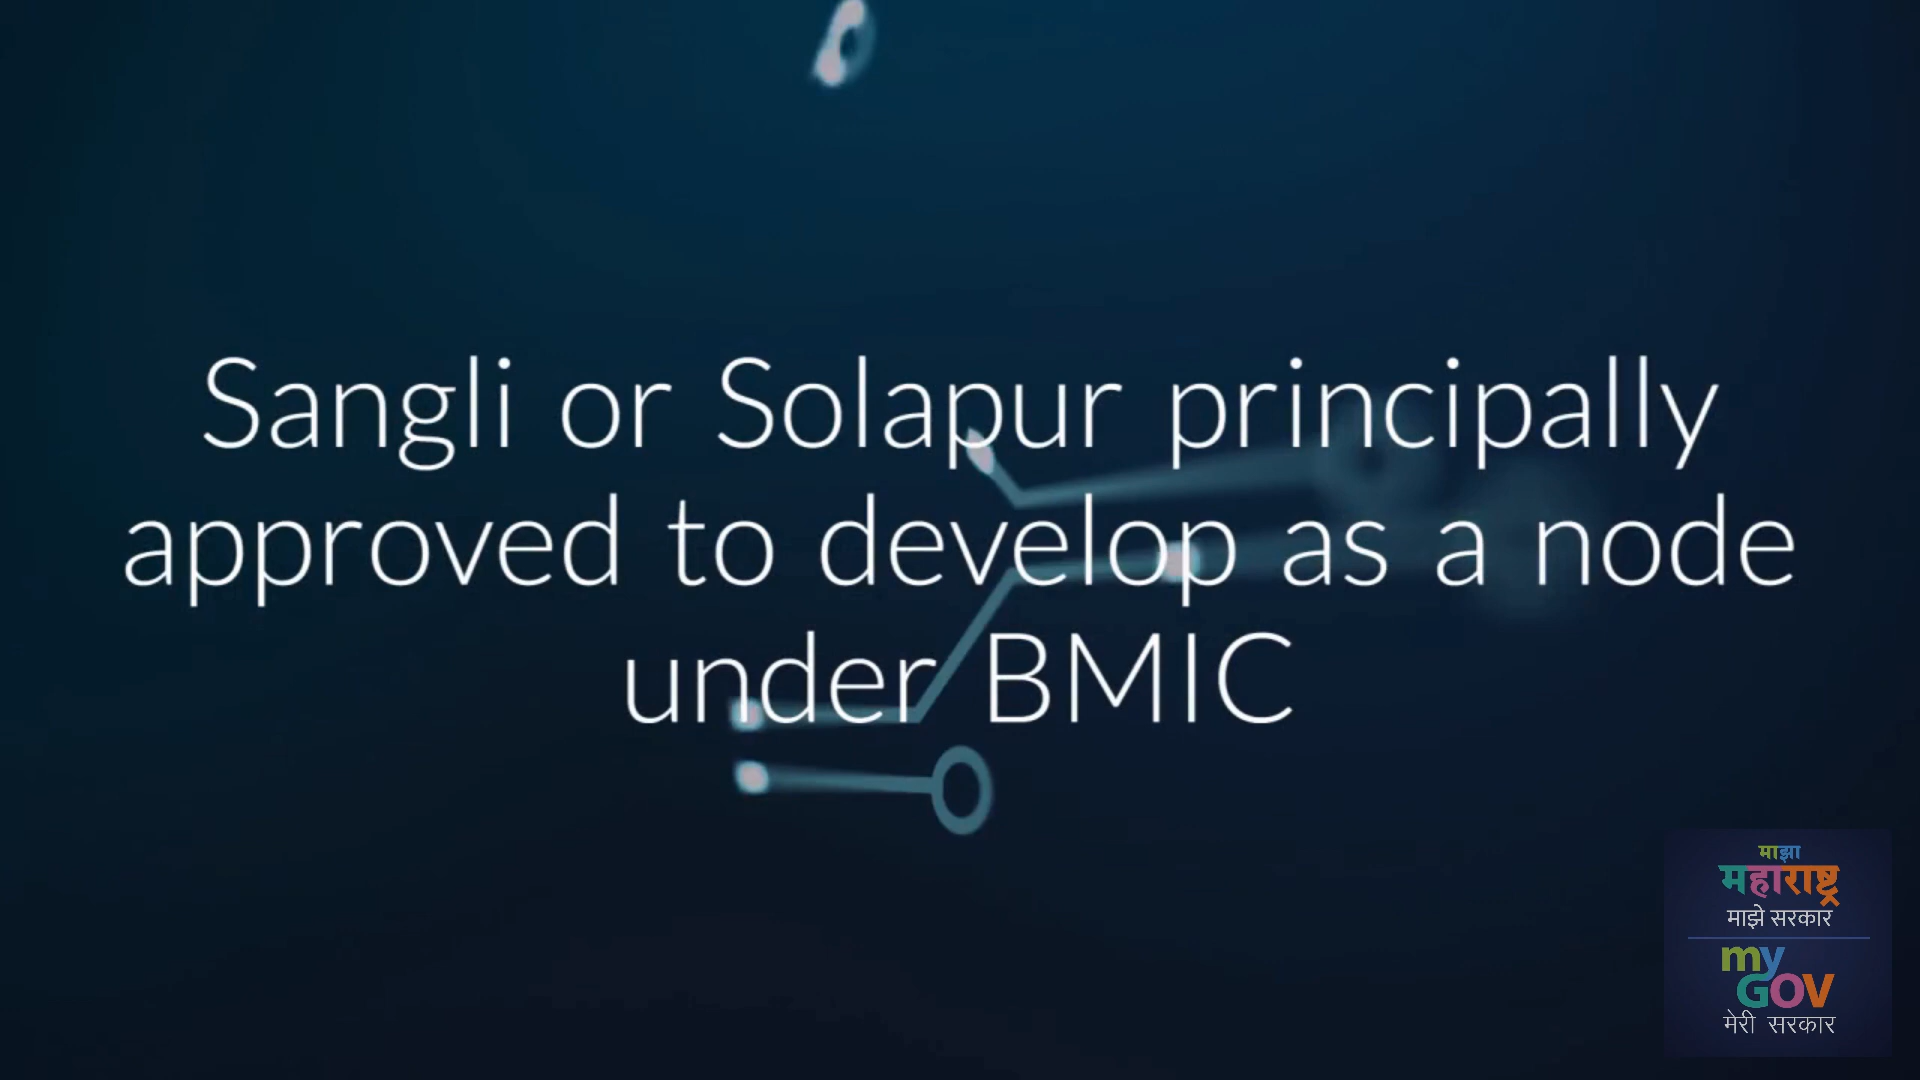 Sangli or Solapur principally
approved to develop as a node
under BMIC
माझा
महाराष्ट्र
माझे सरकार
my
GOV
मेरी सरकार